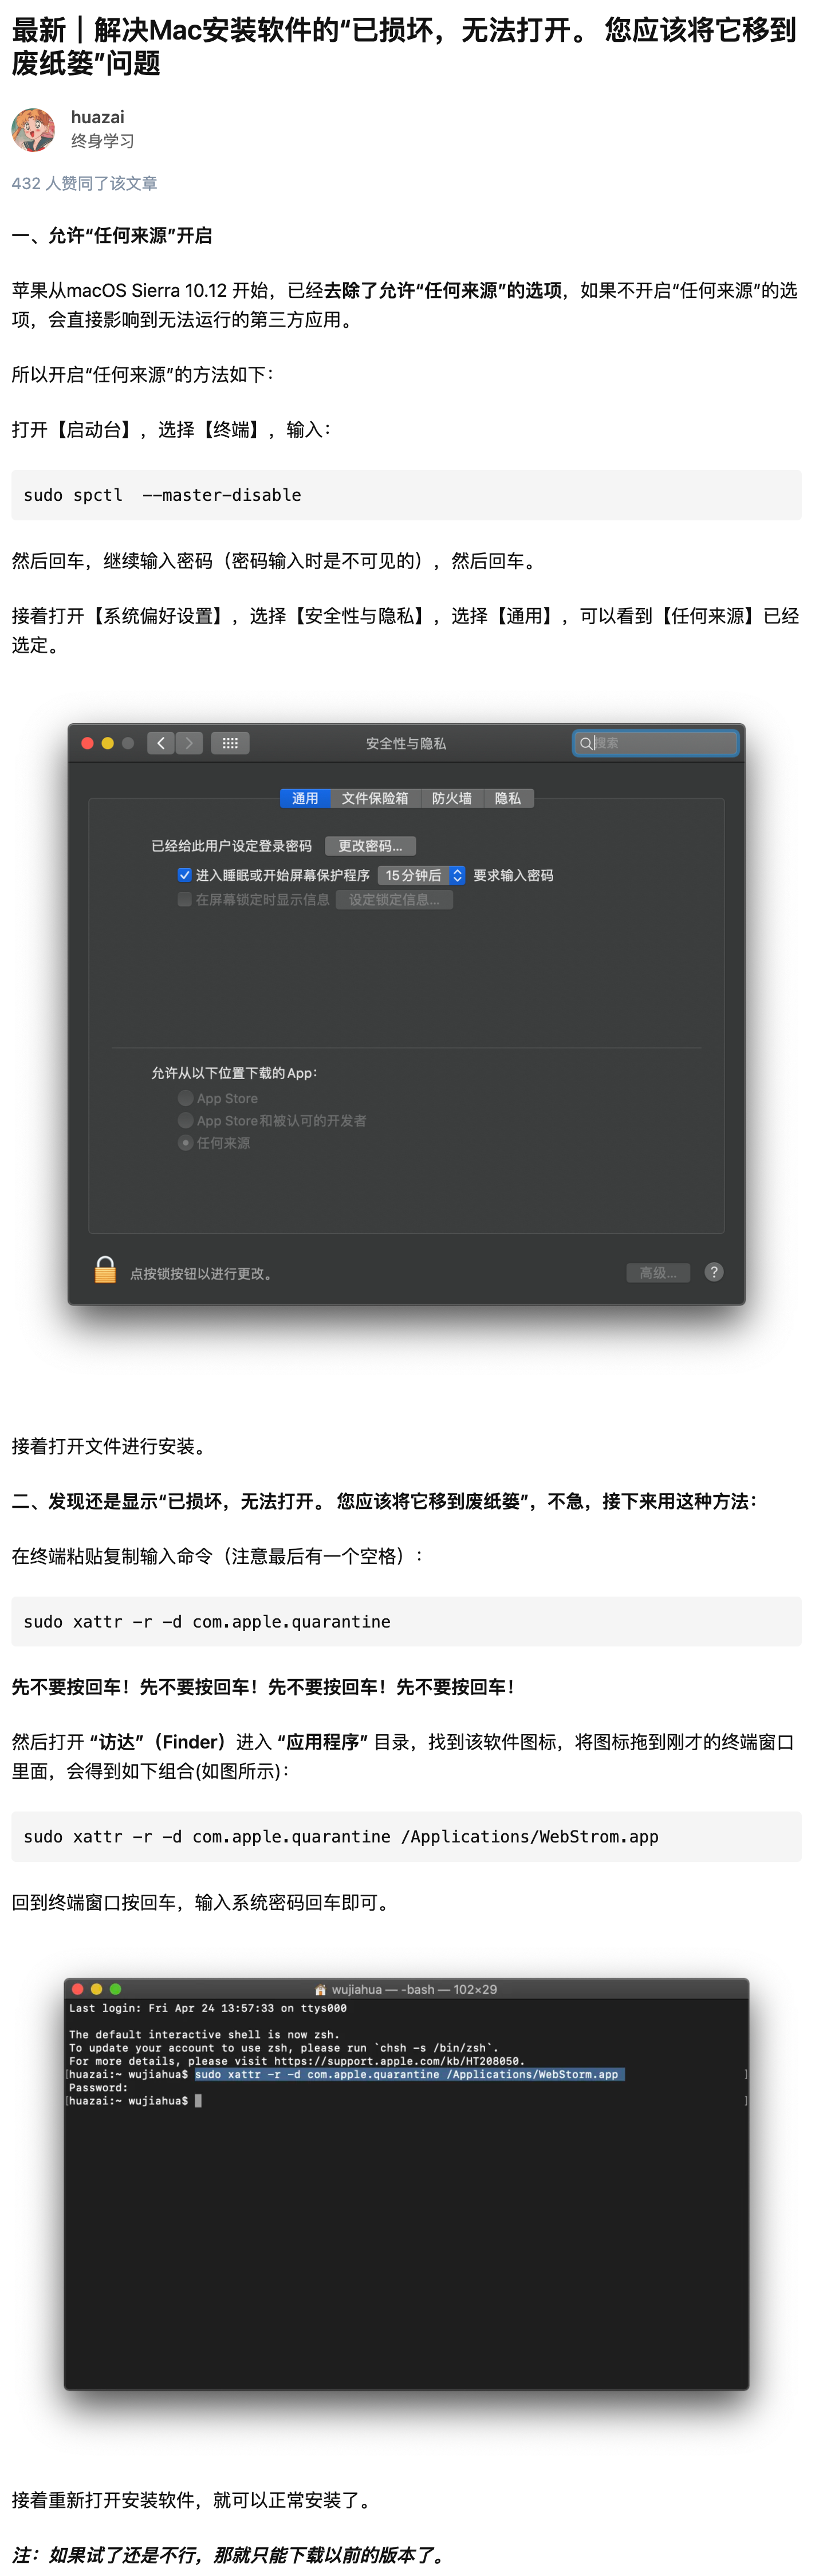 最新｜解决Mac安装软件的“已损坏，无法打开。 您应该将它移到
废纸篓”问题
huazai
终身学习
432 人赞同了该文章
一、允许“任何来源”开启
苹果从macOS Sierra 10.12 开始，已经去除了允许“任何来源”的选项，如果不开启“任何来源”的选
项，会直接影响到无法运行的第三方应用。
所以开启“任何来源”的方法如下：
打开【启动台】，选择【终端】，输入：
sudo spctl  --master-disable
然后回车，继续输入密码（密码输入时是不可见的），然后回车。
接着打开【系统偏好设置】，选择【安全性与隐私】，选择【通用】，可以看到【任何来源】已经
选定。
安全性与隐私
搜索
通用 文件保险箱 防火墙 隐私
已经给此用户设定登录密码 更改密码...
进入睡眠或开始屏幕保护程序 15分钟后 要求输入密码
在屏幕锁定时显示信息 设定锁定信息...
允许从以下位置下载的App：
App Store
App Store和被认可的开发者
任何来源
点按锁按钮以进行更改。
高级... ?
接着打开文件进行安装。
二、发现还是显示“已损坏，无法打开。 您应该将它移到废纸篓”，不急，接下来用这种方法：
在终端粘贴复制输入命令（注意最后有一个空格）：
sudo xattr -r -d com.apple.quarantine
先不要按回车！先不要按回车！先不要按回车！先不要按回车！
然后打开 “访达”（Finder）进入 “应用程序” 目录，找到该软件图标，将图标拖到刚才的终端窗口
里面，会得到如下组合(如图所示)：
sudo xattr -r -d com.apple.quarantine /Applications/WebStrom.app
回到终端窗口按回车，输入系统密码回车即可。
wujiahua — -bash — 102×29
Last login: Fri Apr 24 13:57:33 on ttys000
The default interactive shell is now zsh.
To update your account to use zsh, please run `chsh -s /bin/zsh`.
For more details, please visit https://support.apple.com/kb/HT208050.
[huazai:~ wujiahua$ sudo xattr -r -d com.apple.quarantine /Applications/WebStorm.app ]
Password:
[huazai:~ wujiahua$ ]
接着重新打开安装软件，就可以正常安装了。
注：如果试了还是不行，那就只能下载以前的版本了。